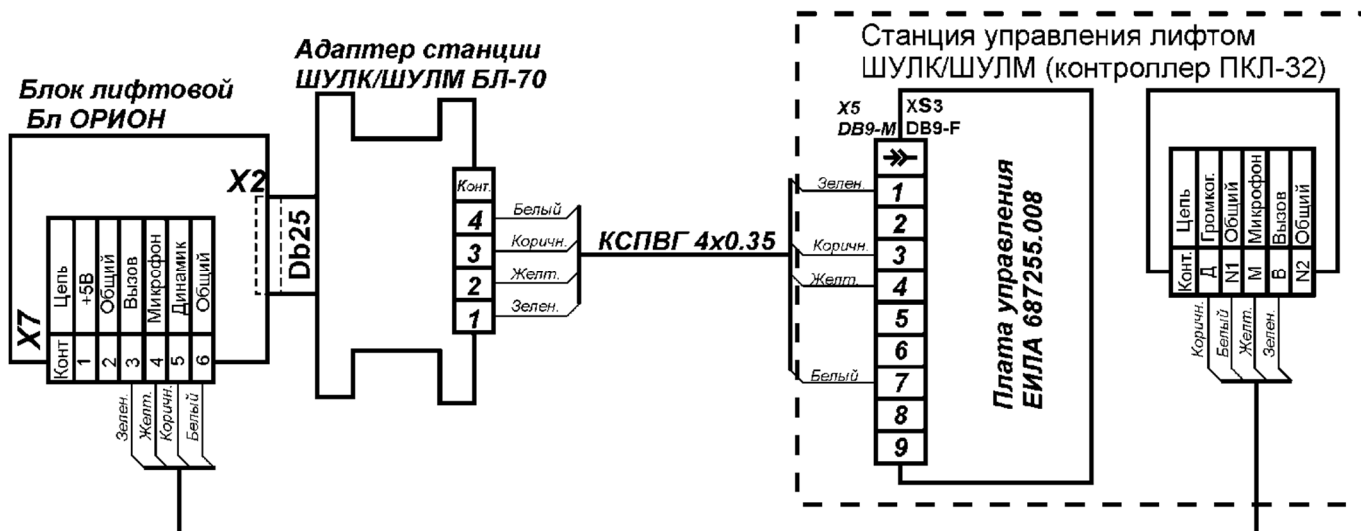 Блок лифтовой
Бл ОРИОН
X7
Конт Цепь
1 +5В
2 Общий
3 Вызов
4 Микрофон
5 Динамик
6 Общий
Зелен.
Желт.
Коричн.
Белый
X2
Db25
Адаптер станции
ШУЛК/ШУЛМ БЛ-70
Конт.
4 Белый
3 Коричн.
2 Желт.
1 Зелен.
КСПВГ 4x0.35
Станция управления лифтом
ШУЛК/ШУЛМ (контроллер ПКЛ-32)
X5 XS3
DB9-M DB9-F
Зелен. 1
2
Коричн. 3
Желт. 4
5
6
Белый 7
8
9
Плата управления
ЕИЛА 687255.008
Конт. Цепь
Д Громког.
N1 Общий
М Микрофон
В Вызов
N2 Общий
Коричн.
Белый
Желт.
Зелен.